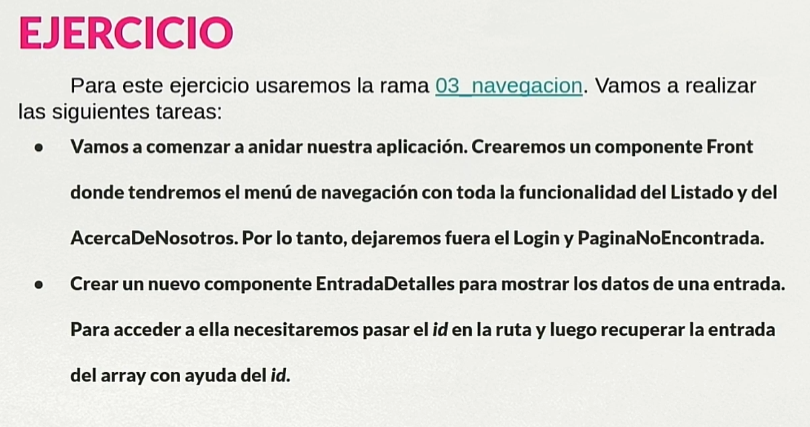 EJERCICIO
Para este ejercicio usaremos la rama 03_navegacion. Vamos a realizar
las siguientes tareas:
● Vamos a comenzar a anidar nuestra aplicación. Crearemos un componente Front
donde tendremos el menú de navegación con toda la funcionalidad del Listado y del
AcercaDeNosotros. Por lo tanto, dejaremos fuera el Login y PaginaNoEncontrada.
● Crear un nuevo componente EntradaDetalles para mostrar los datos de una entrada.
Para acceder a ella necesitaremos pasar el id en la ruta y luego recuperar la entrada
del array con ayuda del id.